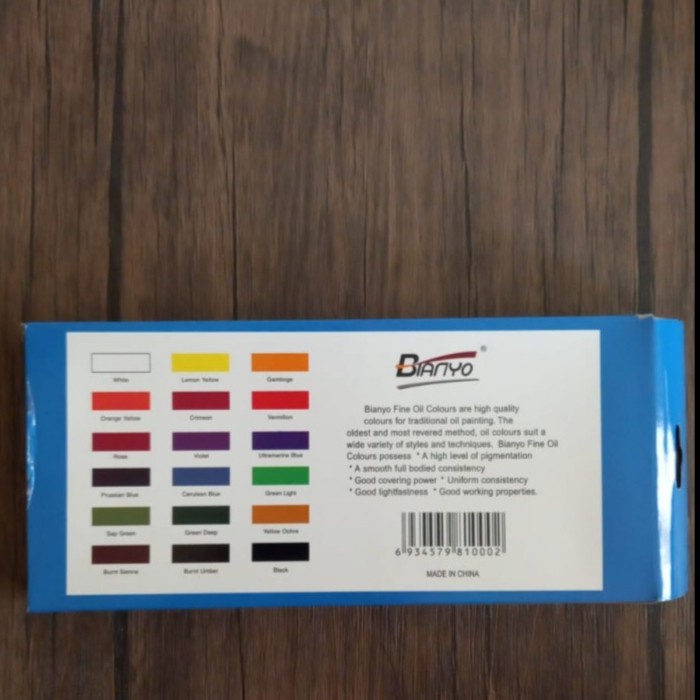 White Lemon Yellow Gamboge
Orange Yellow Crimson Vermilion
Rose Violet Ultramarine Blue
Prussian Blue Cerulean Blue Green Light
Sap Green Green Deep Yellow Ochre
Burnt Sienna Burnt Umber Black
BIANYO ®
Bianyo Fine Oil Colours are high quality
colours for traditional oil painting. The
oldest and most revered method, oil colours suit a
wide variety of styles and techniques. Bianyo Fine Oil
Colours possess * A high level of pigmentation
* A smooth full bodied consistency
* Good covering power * Uniform consistency
* Good lightfastness * Good working properties.
6 934579 810002
MADE IN CHINA